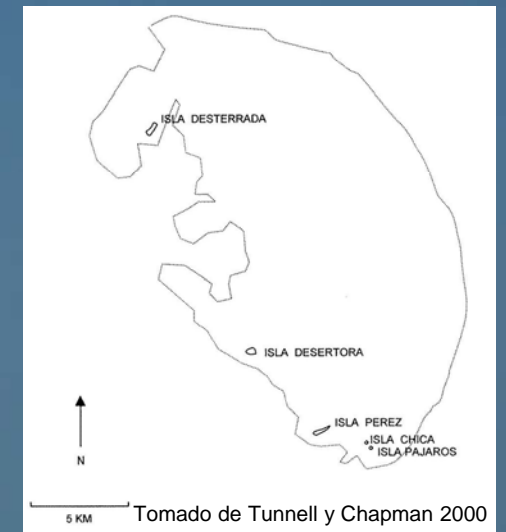 ISLA DESTERRADA
ISLA DESERTORA
ISLA PEREZ
ISLA CHICA
ISLA PAJAROS
N
5 KM
Tomado de Tunnell y Chapman 2000